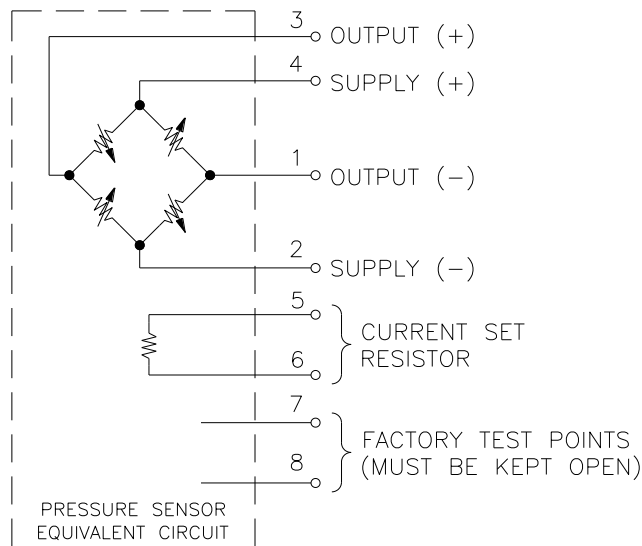 3 OUTPUT (+)
4 SUPPLY (+)
1 OUTPUT (-)
2 SUPPLY (-)
5
CURRENT SET
RESISTOR
6
7
FACTORY TEST POINTS
(MUST BE KEPT OPEN)
8
PRESSURE SENSOR
EQUIVALENT CIRCUIT